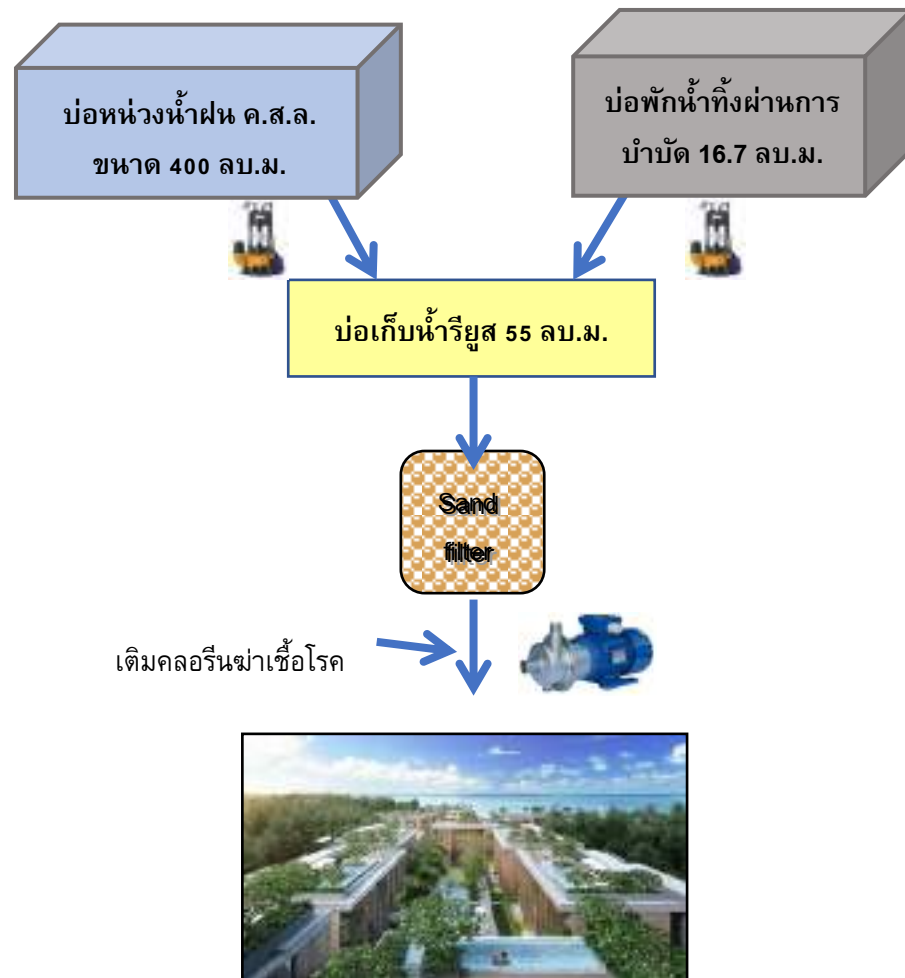 บ่อหน่วงน้ำฝน ค.ส.ล.
ขนาด 400 ลบ.ม.
บ่อพักน้ำทิ้งผ่านการ
บำบัด 16.7 ลบ.ม.
บ่อเก็บน้ำรียูส 55 ลบ.ม.
Sand
filter
เติมคลอรีนฆ่าเชื้อโรค